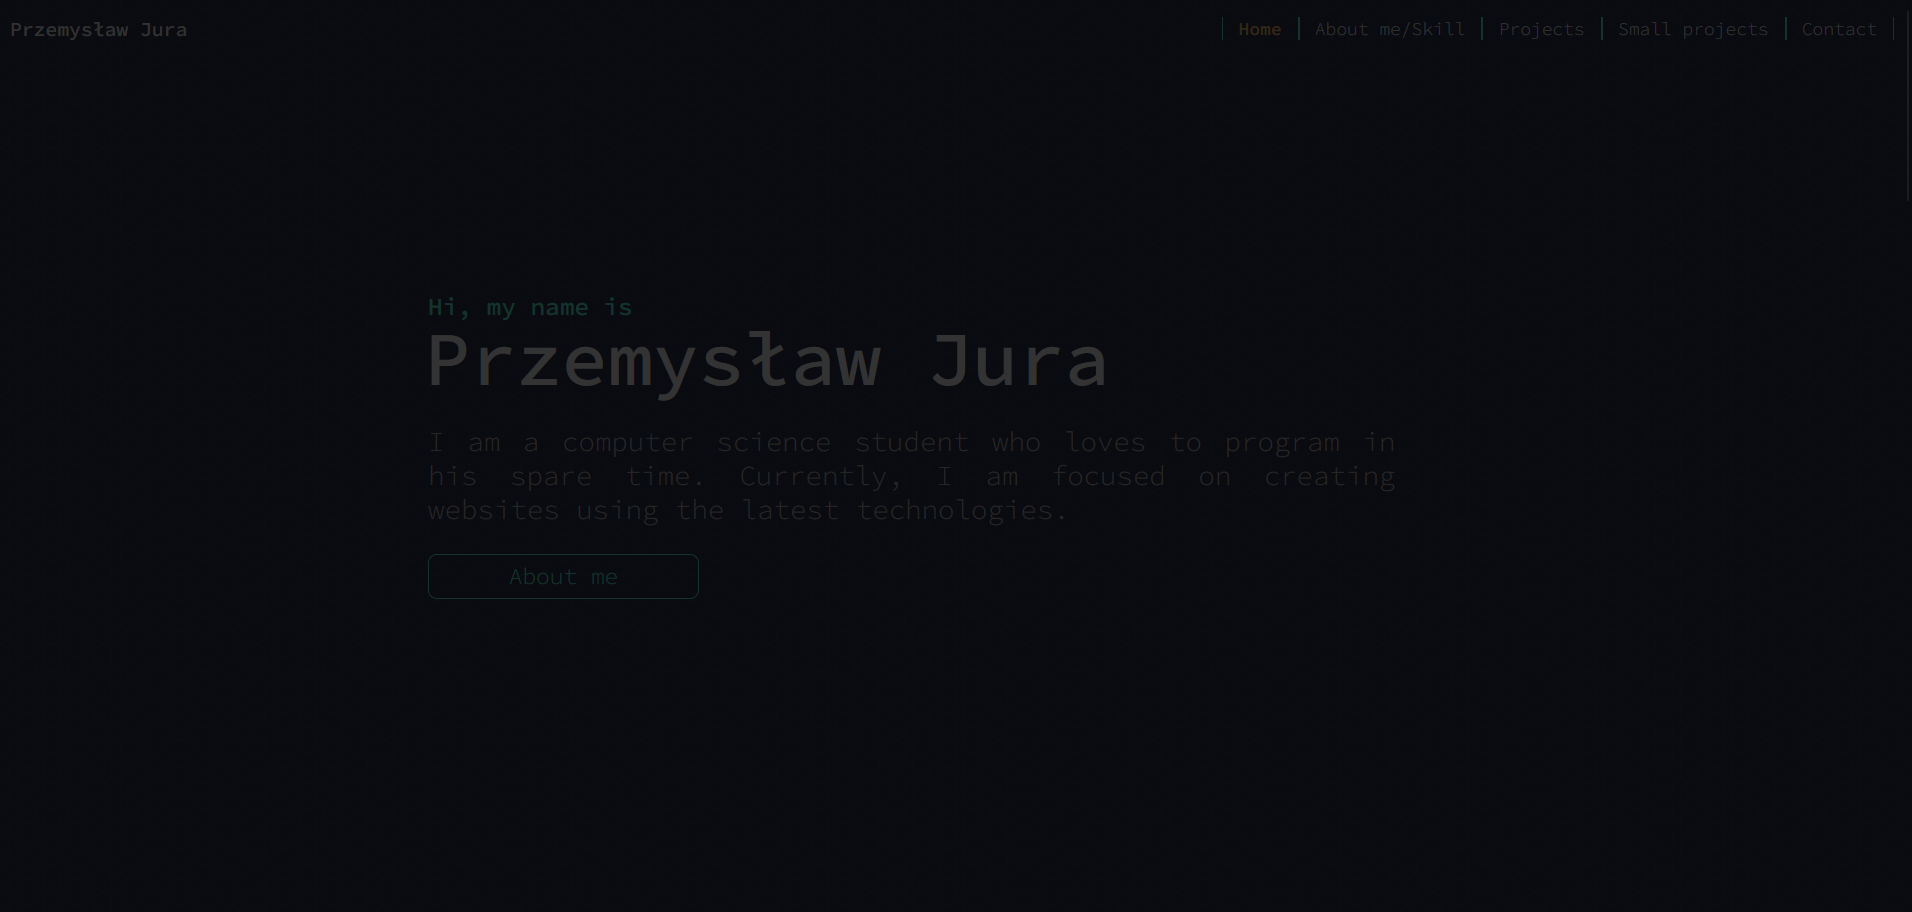 Przemysław Jura
Home
About me/Skill
Projects
Small projects
Contact
Hi, my name is
Przemysław Jura
I am a computer science student who loves to program in
his spare time. Currently, I am focused on creating
websites using the latest technologies.
About me